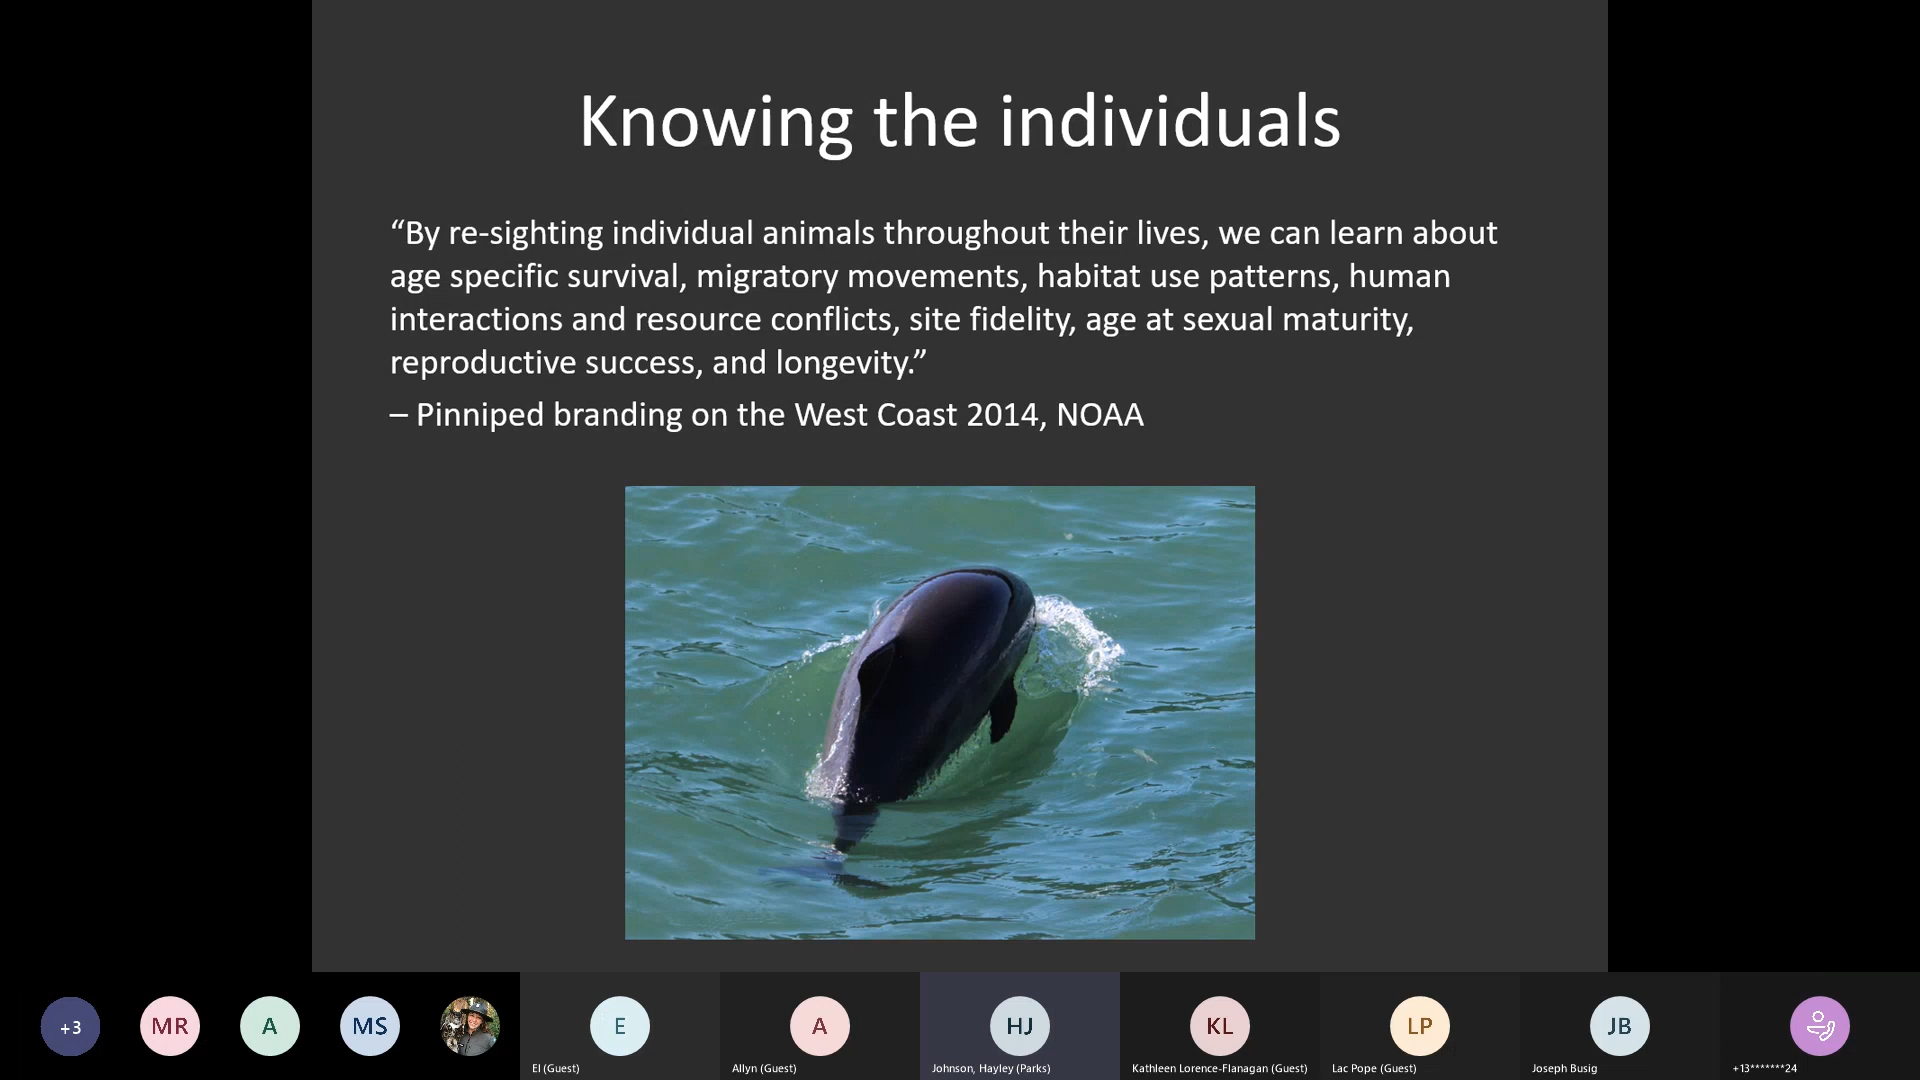 Knowing the individuals
“By re-sighting individual animals throughout their lives, we can learn about
age specific survival, migratory movements, habitat use patterns, human
interactions and resource conflicts, site fidelity, age at sexual maturity,
reproductive success, and longevity.”
– Pinniped branding on the West Coast 2014, NOAA
+3
MR
A
MS
E
A
HJ
KL
LP
JB
El (Guest)
Allyn (Guest)
Johnson, Hayley (Parks)
Kathleen Lorence-Flanagan (Guest)
Lac Pope (Guest)
Joseph Busig
+13*******24